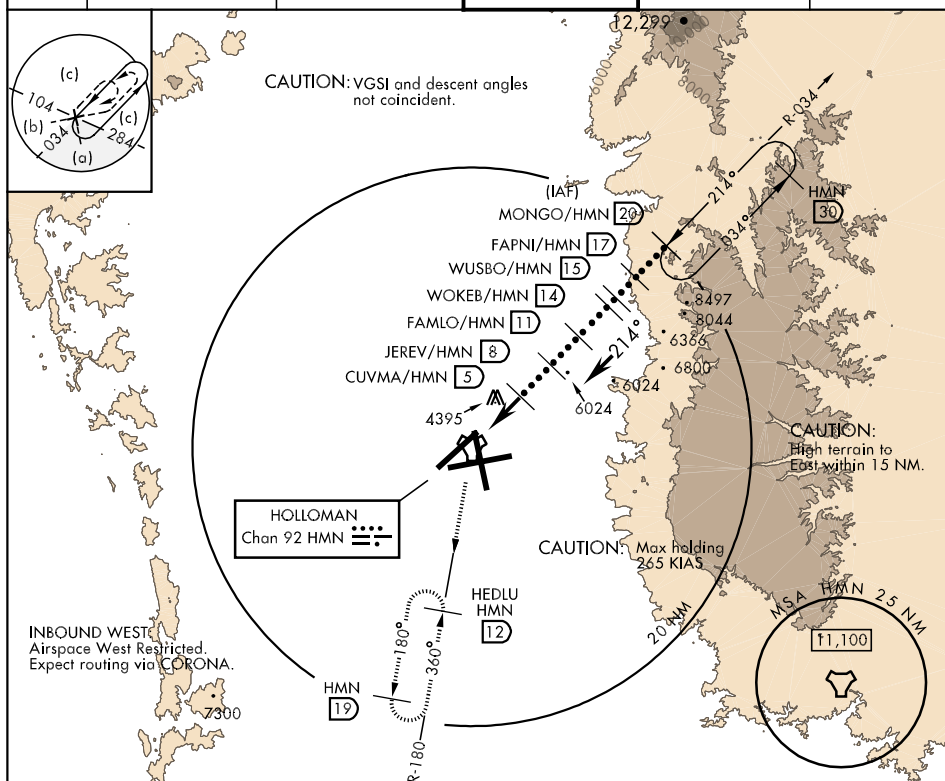 12,299
10000
8000
8000
(c)
104
(b)
(c)
034
284
(a)
CAUTION: VGSI and descent angles
not coincident.
R-034
(IAF)
MONGO/HMN 20
FAPNI/HMN 17
WUSBO/HMN 15
WOKEB/HMN 14
FAMLO/HMN 11
JEREV/HMN 8
CUVMA/HMN 5
214°
034°
HMN
30
8497
8044
6366
214°
6800
6024
6024
4395
CAUTION:
High terrain to
East within 15 NM.
HOLLOMAN
Chan 92 HMN
CAUTION: Max holding
265 KIAS
20 NM
HEDLU
HMN
12
180°
360°
HMN
19
R-180
INBOUND WEST:
Airspace West Restricted.
Expect routing via CORONA.
7300
MSA HMN 25 NM
11,100